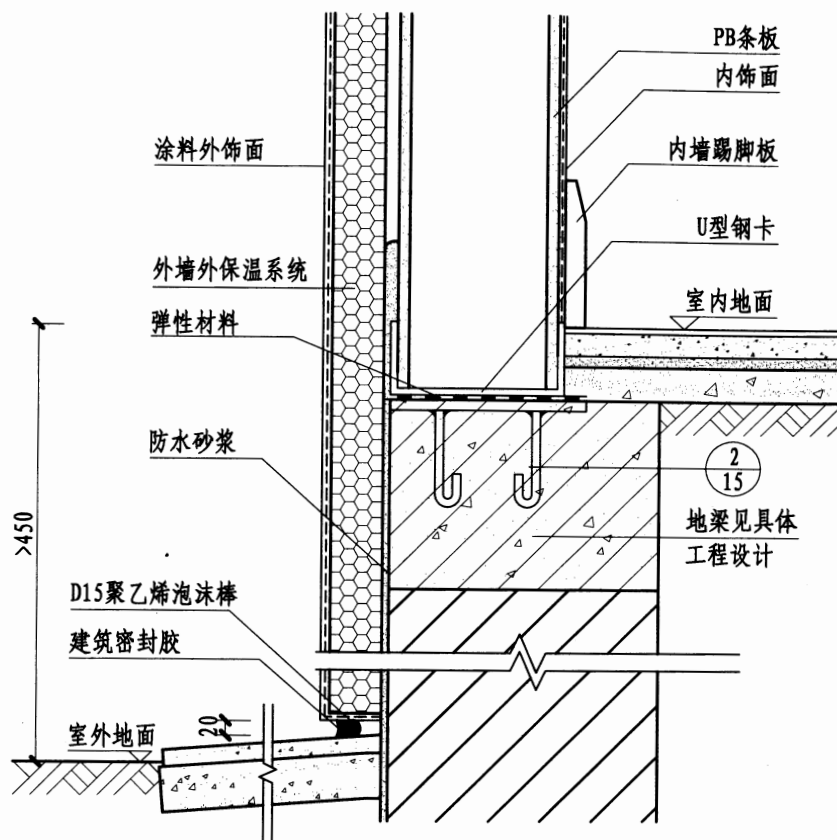 PB条板
内饰面
涂料外饰面
内墙踢脚板
U型钢卡
外墙外保温系统
室内地面
弹性材料
防水砂浆
2
15
地梁见具体
工程设计
>450
D15聚乙烯泡沫棒
建筑密封胶
20
室外地面